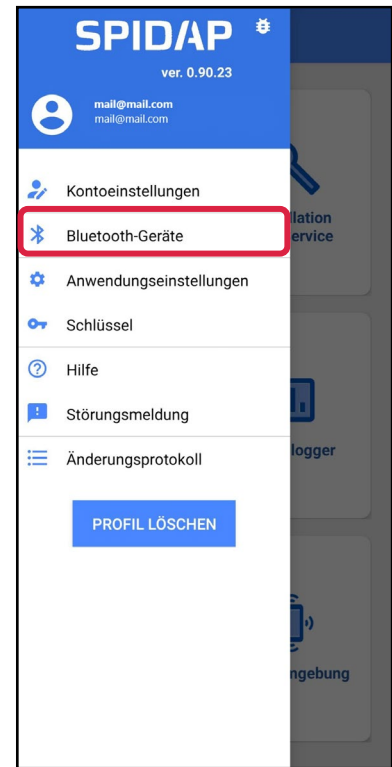 SPIDAP
ver. 0.90.23
mail@mail.com
mail@mail.com
Kontoeinstellungen
Bluetooth-Geräte
Anwendungseinstellungen
Schlüssel
Hilfe
Störungsmeldung
Änderungsprotokoll
PROFIL LÖSCHEN
llation
ervice
logger
ngebung